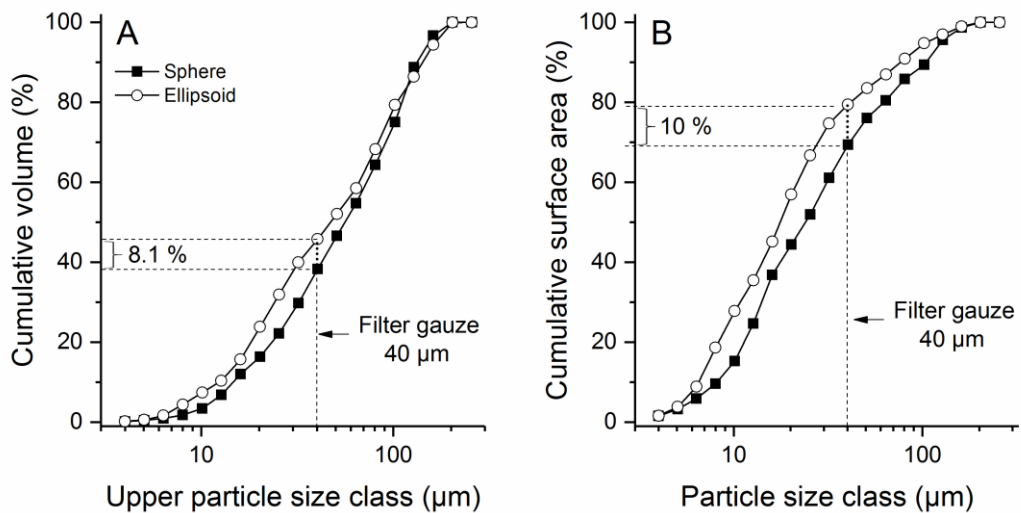 A
Sphere
Ellipsoid
100
80
60
40
20
0
Cumulative volume (%)
8.1 %
Filter gauze
40 µm
10
100
Upper particle size class (µm)
B
100
80
60
40
20
0
Cumulative surface area (%)
10 %
Filter gauze
40 µm
10
100
Particle size class (µm)